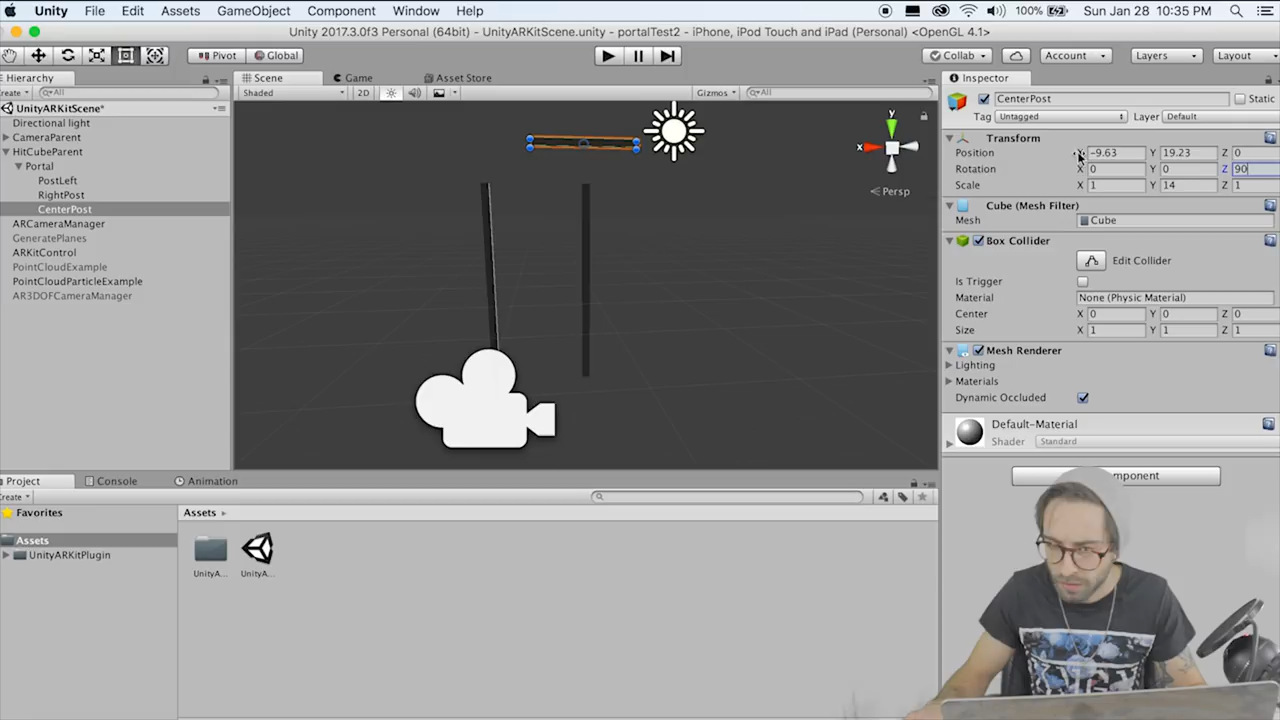 Unity File Edit Assets GameObject Component Window Help 100% Sun Jan 28 10:35 PM
Unity 2017.3.0f3 Personal (64bit) - UnityARKitScene.unity - portalTest2 - iPhone, iPod Touch and iPad (Personal) <OpenGL 4.1>
Pivot Global Collab Account Layers Layout
Hierarchy Scene Game Asset Store Inspector
Create All Shaded 2D Gizmos All CenterPost Static
UnityARKitScene* Tag Untagged Layer Default
Directional light
CameraParent Transform
HitCubeParent Position X -9.63 Y 19.23 Z 0
Portal Rotation X 0 Y 0 Z 90
PostLeft Scale X 1 Y 14 Z 1
RightPost
CenterPost Cube (Mesh Filter)
ARCameraManager Mesh Cube
GeneratePlanes Box Collider
ARKitControl Edit Collider
PointCloudExample
PointCloudParticleExample Is Trigger
AR3DOFCameraManager Material None (Physic Material)
Center X 0 Y 0 Z 0
Size X 1 Y 1 Z 1
Mesh Renderer
Lighting
Materials
Dynamic Occluded
Default-Material
Shader Standard
y
x
Persp
Project Console Animation
Create
Favorites Assets
Assets
UnityARKitPlugin
UnityA... UnityA...
omponent